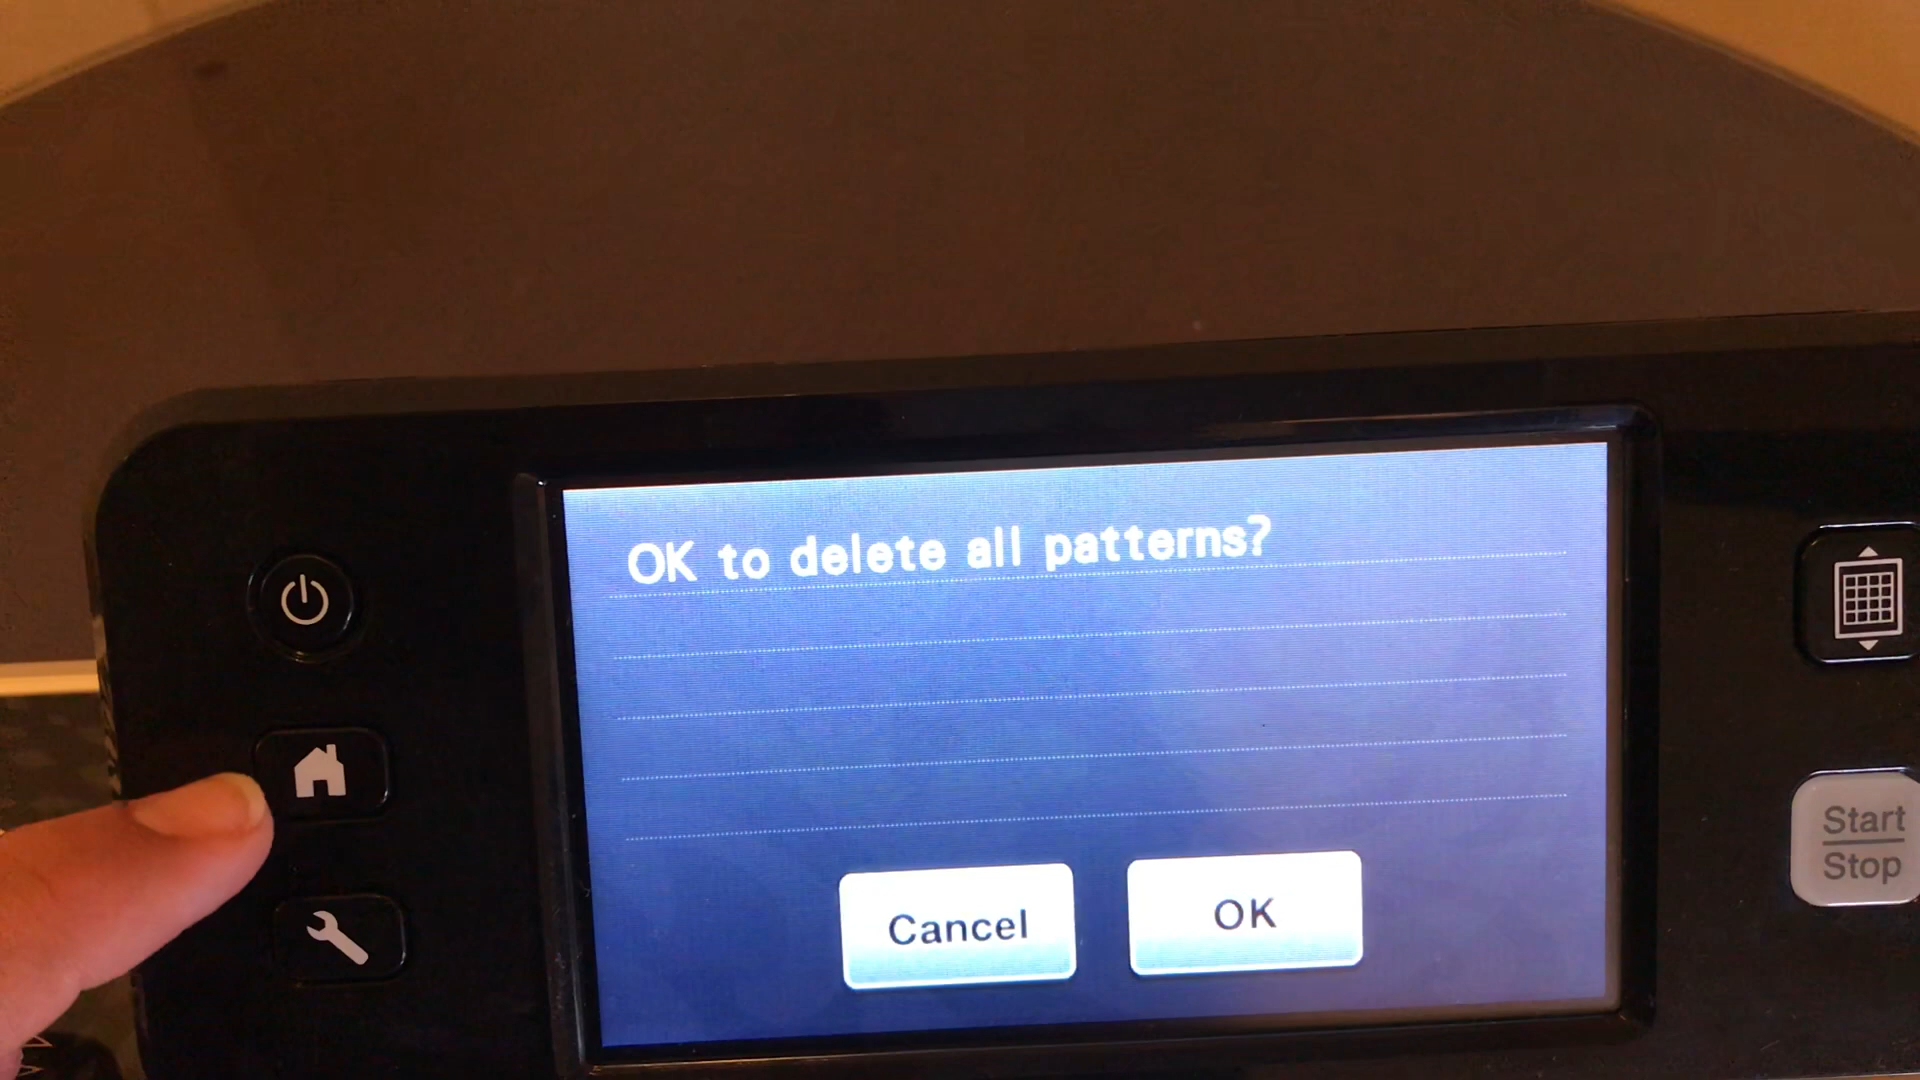 OK to delete all patterns?
Cancel
OK
Start
Stop